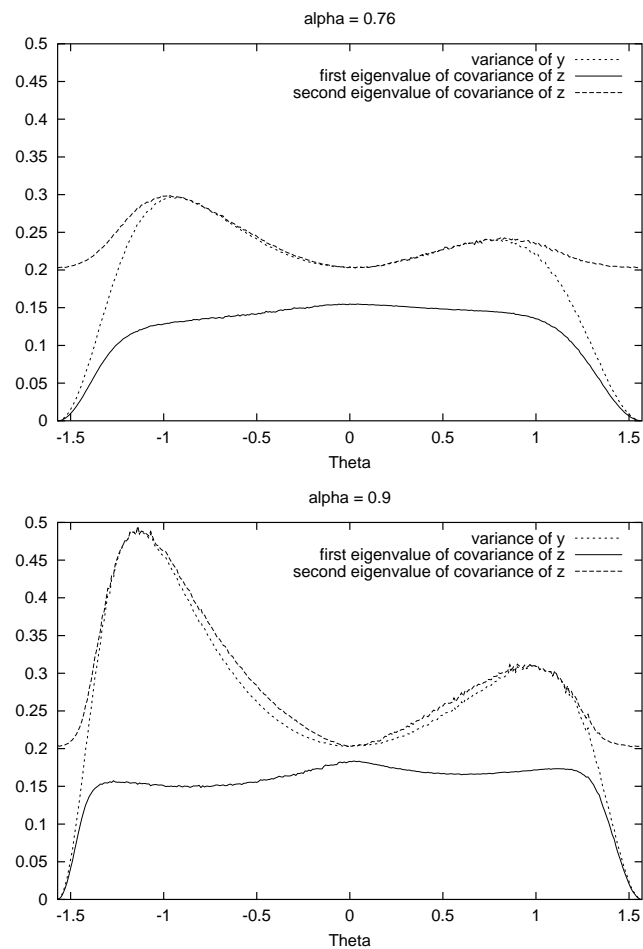 alpha = 0.76
0.5
0.45
0.4
0.35
0.3
0.25
0.2
0.15
0.1
0.05
0
variance of y
first eigenvalue of covariance of z
second eigenvalue of covariance of z
-1.5 -1 -0.5 0 0.5 1 1.5
Theta
alpha = 0.9
0.5
0.45
0.4
0.35
0.3
0.25
0.2
0.15
0.1
0.05
0
variance of y
first eigenvalue of covariance of z
second eigenvalue of covariance of z
-1.5 -1 -0.5 0 0.5 1 1.5
Theta